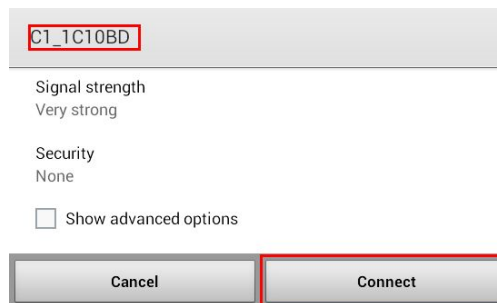 C1_1C10BD
Signal strength
Very strong
Security
None
Show advanced options
Cancel
Connect